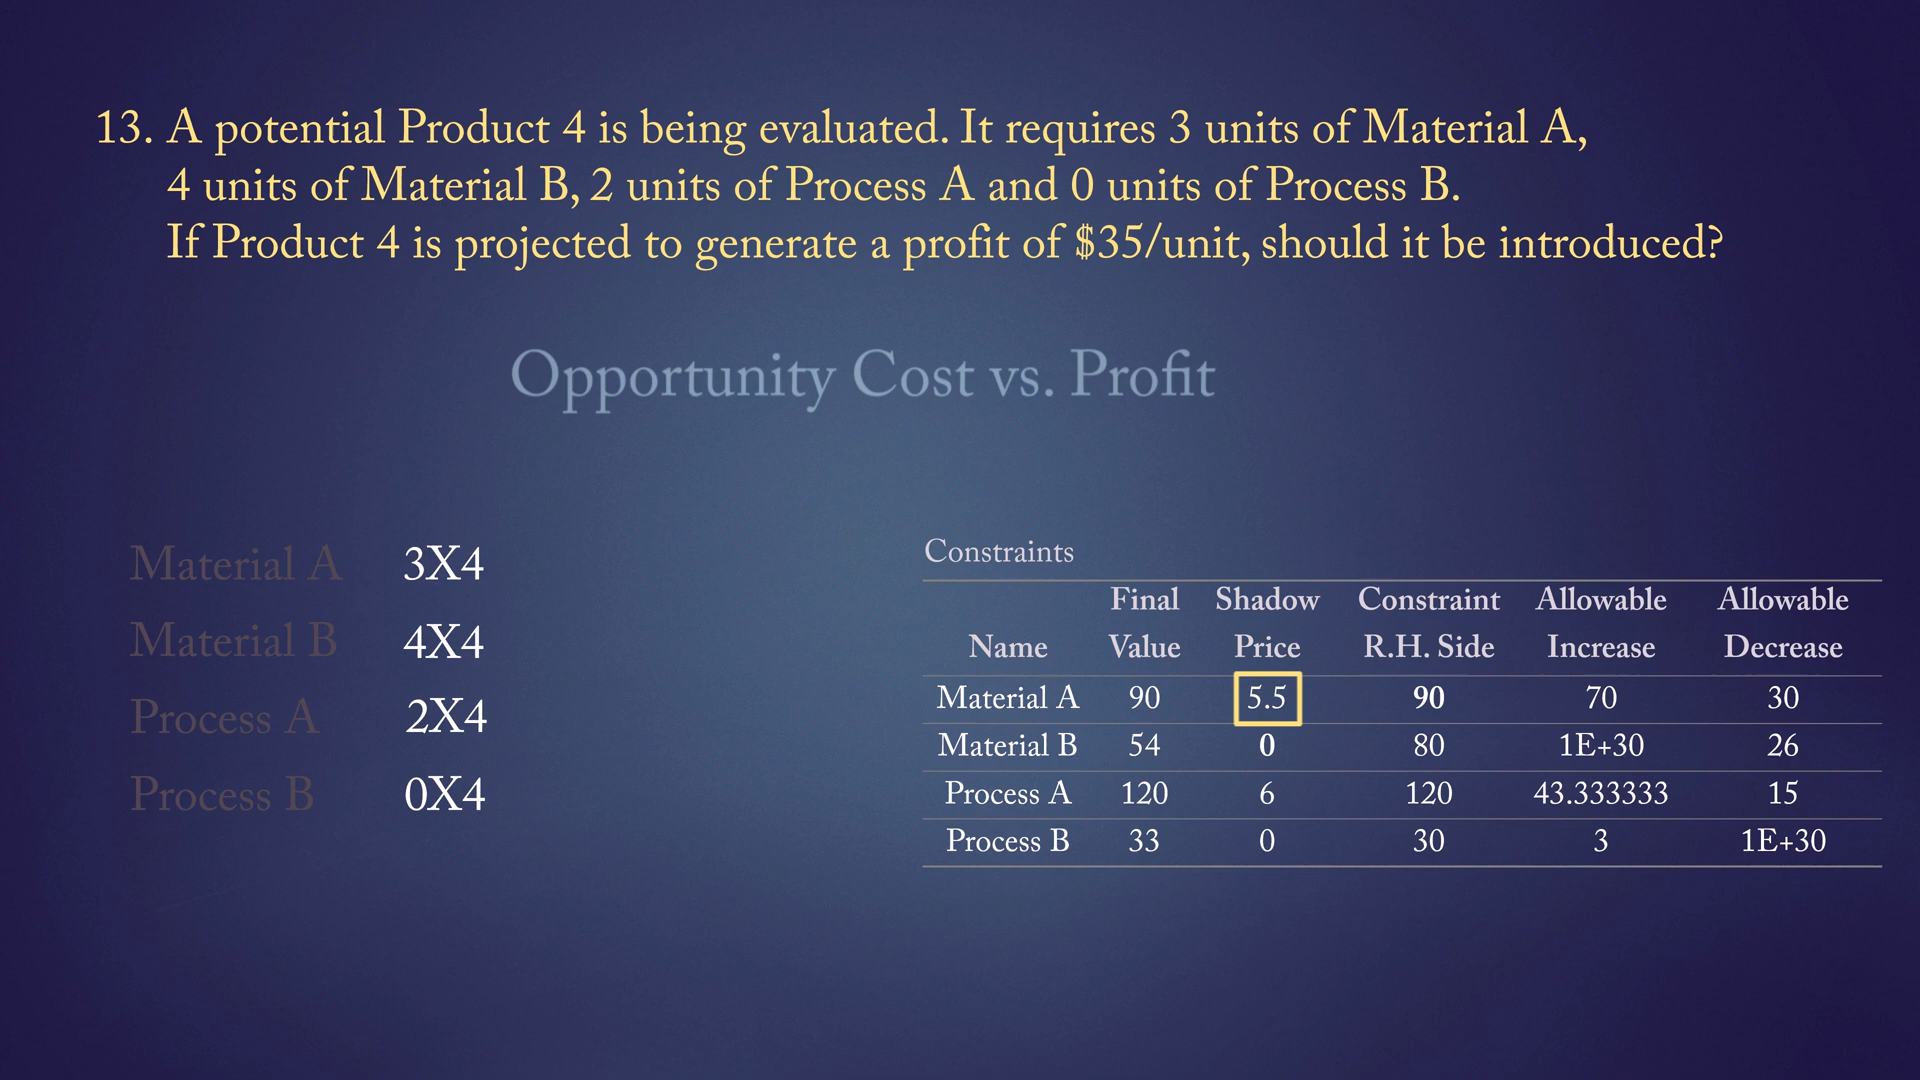 13. A potential Product 4 is being evaluated. It requires 3 units of Material A,
4 units of Material B, 2 units of Process A and 0 units of Process B.
If Product 4 is projected to generate a profit of $35/unit, should it be introduced?
Opportunity Cost vs. Profit
Material A 3X4
Material B 4X4
Process A 2X4
Process B 0X4
Constraints
Final Shadow Constraint Allowable Allowable
Name Value Price R.H. Side Increase Decrease
Material A 90 5.5 90 70 30
Material B 54 0 80 1E+30 26
Process A 120 6 120 43.333333 15
Process B 33 0 30 3 1E+30